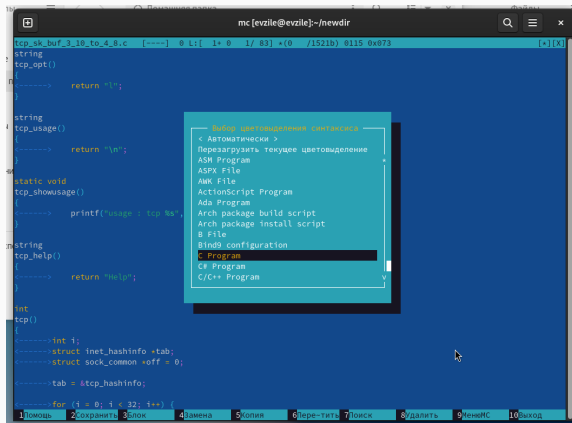 mc [evzile@evzile]:~/newdir
tcp_sk_buf_3_10_to_4_8.c [----] 0 L:[ 1+ 0 1/ 83] *(0 /1521b) 0115 0x073 [*][X]
string
tcp_opt()
{
<------>return "l";
}
string
tcp_usage()
{
<------>return "\n";
}
static void
tcp_showusage()
{
<------>printf("usage : tcp %s",
}
string
tcp_help()
{
<------>return "Help";
}
int
tcp()
{
<------>int i;
<------>struct inet_hashinfo *tab;
<------>struct sock_common *off = 0;
<------>tab = &tcp_hashinfo;
<------>for (i = 0; i < 32; i++) {
Выбор цветовыделения синтаксиса
< Автоматически >
Перезагрузить текущее цветовыделение
ASM Program
ASPX File
AWK File
ActionScript Program
Ada Program
Arch package build script
Arch package install script
B File
Bind9 configuration
C Program
C# Program
C/C++ Program
1Помощь 2Сохранить 3Блок 4Замена 5Копия 6Пере-тить 7Поиск 8Удалить 9МенюMC 10Выход